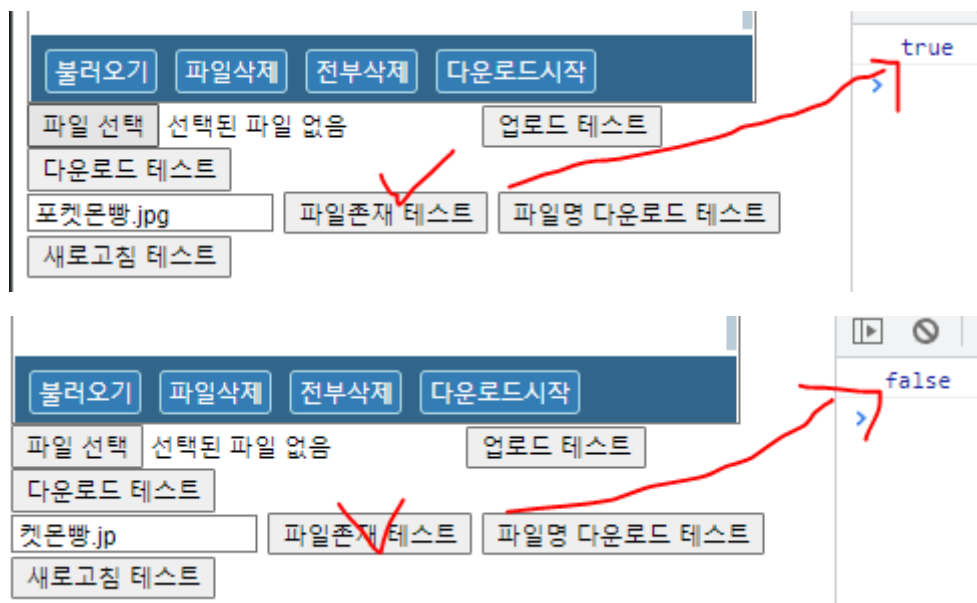 불러오기 파일삭제 전부삭제 다운로드시작
true
파일 선택 선택된 파일 없음 업로드 테스트
다운로드 테스트
포켓몬빵.jpg 파일존재 테스트 파일명 다운로드 테스트
새로고침 테스트
불러오기 파일삭제 전부삭제 다운로드시작
false
파일 선택 선택된 파일 없음 업로드 테스트
다운로드 테스트
켓몬빵.jp 파일존재 테스트 파일명 다운로드 테스트
새로고침 테스트